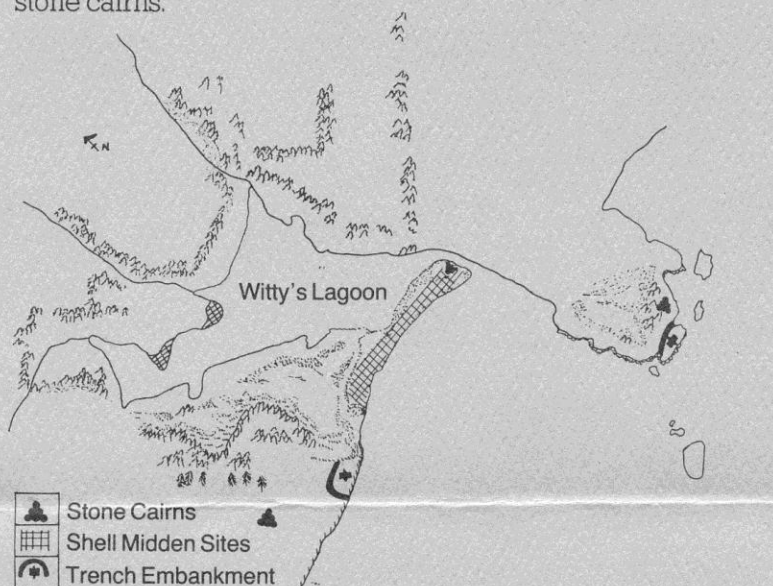 stone cairns.
N
Witty's Lagoon
Stone Cairns
Shell Midden Sites
Trench Embankment